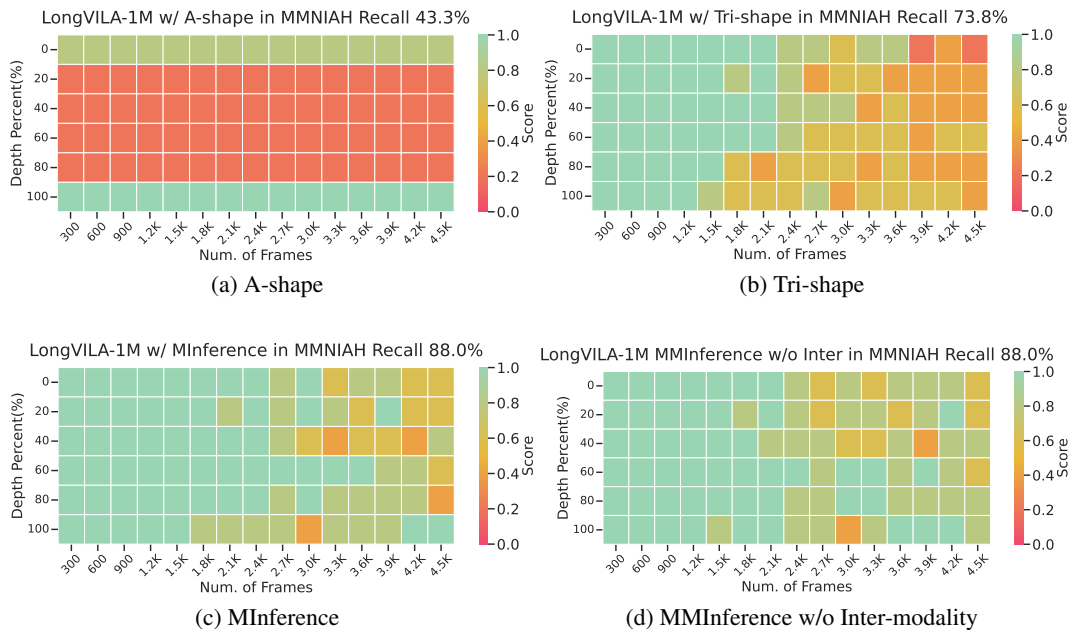 LongVILA-1M w/ A-shape in MMNIAH Recall 43.3%
Depth Percent(%)
0
20
40
60
80
100
300 600 900 1.2K 1.5K 1.8K 2.1K 2.4K 2.7K 3.0K 3.3K 3.6K 3.9K 4.2K 4.5K
Num. of Frames
1.0
0.8
0.6
0.4
0.2
0.0
Score
(a) A-shape
LongVILA-1M w/ Tri-shape in MMNIAH Recall 73.8%
Depth Percent(%)
0
20
40
60
80
100
300 600 900 1.2K 1.5K 1.8K 2.1K 2.4K 2.7K 3.0K 3.3K 3.6K 3.9K 4.2K 4.5K
Num. of Frames
1.0
0.8
0.6
0.4
0.2
0.0
Score
(b) Tri-shape
LongVILA-1M w/ MInference in MMNIAH Recall 88.0%
Depth Percent(%)
0
20
40
60
80
100
300 600 900 1.2K 1.5K 1.8K 2.1K 2.4K 2.7K 3.0K 3.3K 3.6K 3.9K 4.2K 4.5K
Num. of Frames
1.0
0.8
0.6
0.4
0.2
0.0
Score
(c) MInference
LongVILA-1M MMInference w/o Inter in MMNIAH Recall 88.0%
Depth Percent(%)
0
20
40
60
80
100
300 600 900 1.2K 1.5K 1.8K 2.1K 2.4K 2.7K 3.0K 3.3K 3.6K 3.9K 4.2K 4.5K
Num. of Frames
1.0
0.8
0.6
0.4
0.2
0.0
Score
(d) MMInference w/o Inter-modality